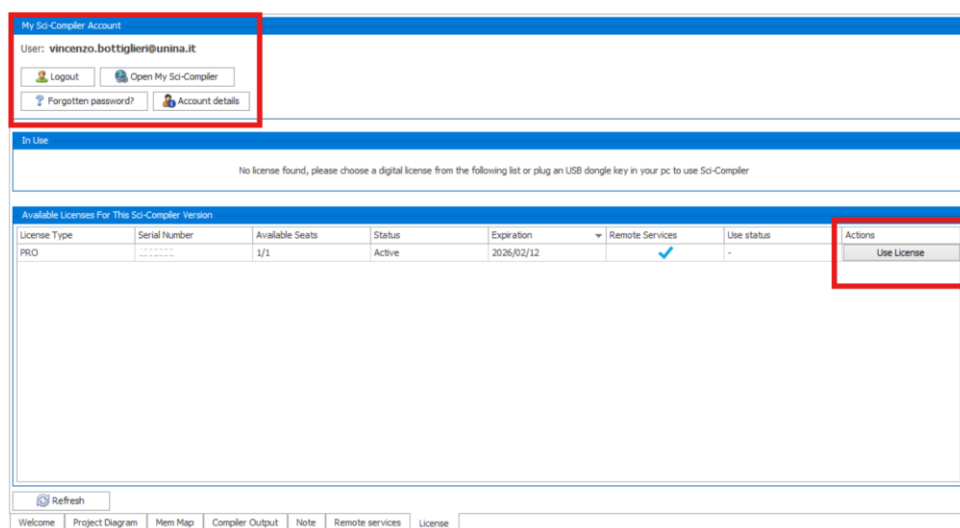 My Sci-Compiler Account
User: vincenzo.bottiglieri@unina.it
Logout Open My Sci-Compiler
Forgotten password? Account details
In Use
No license found, please choose a digital license from the following list or plug an USB dongle key in your pc to use Sci-Compiler
Available Licenses For This Sci-Compiler Version
License Type Serial Number Available Seats Status Expiration Remote Services Use status Actions
PRO 1/1 Active 2026/02/12 - Use License
Refresh
Welcome Project Diagram Mem Map Compiler Output Note Remote services License